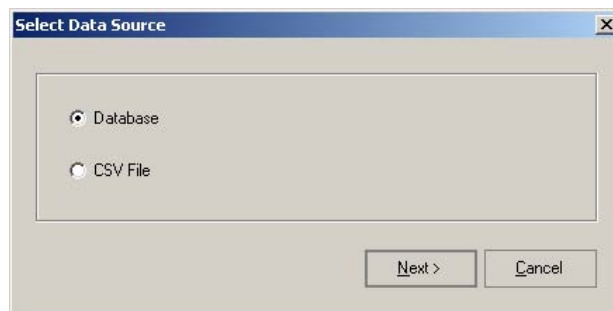 Select Data Source
Database
CSV File
Next >
Cancel